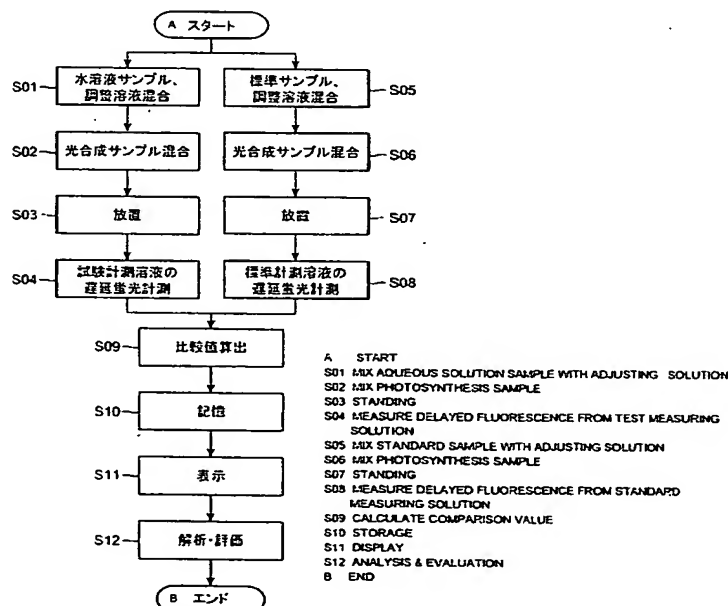 A スタート
S01
水溶液サンプル、
調整溶液混合
標準サンプル、
調整溶液混合
S05
S02
光合成サンプル混合
光合成サンプル混合
S06
S03
放置
放置
S07
S04
試験計測溶液の
遅延蛍光計測
標準計測溶液の
遅延蛍光計測
S08
S09
比較値算出
S10
記憶
S11
表示
S12
解析・評価
B エンド
A START
S01 MIX AQUEOUS SOLUTION SAMPLE WITH ADJUSTING SOLUTION
S02 MIX PHOTOSYNTHESIS SAMPLE
S03 STANDING
S04 MEASURE DELAYED FLUORESCENCE FROM TEST MEASURING
SOLUTION
S05 MIX STANDARD SAMPLE WITH ADJUSTING SOLUTION
S06 MIX PHOTOSYNTHESIS SAMPLE
S07 STANDING
S08 MEASURE DELAYED FLUORESCENCE FROM STANDARD
MEASURING SOLUTION
S09 CALCULATE COMPARISON VALUE
S10 STORAGE
S11 DISPLAY
S12 ANALYSIS & EVALUATION
B END